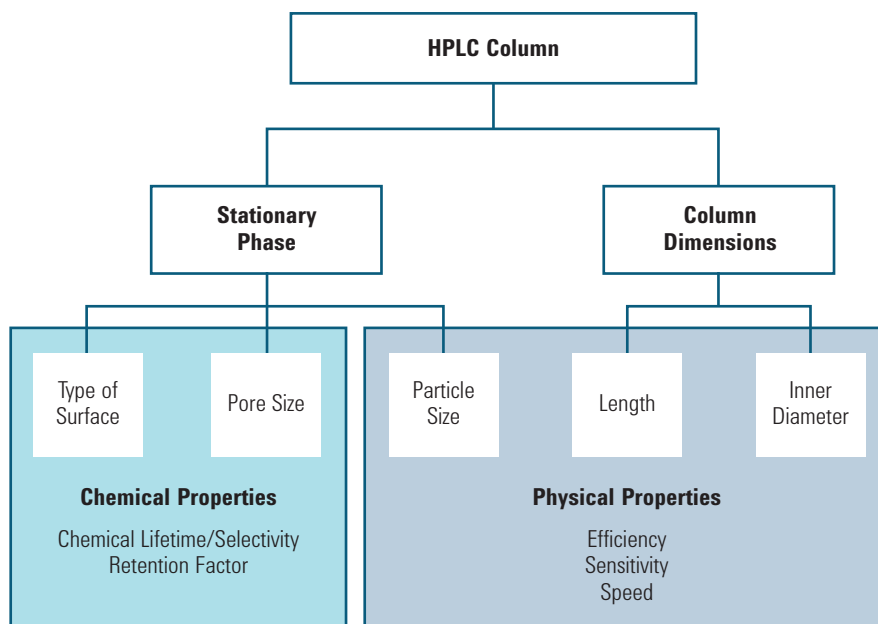 HPLC Column
Stationary
Phase
Column
Dimensions
Type of
Surface
Pore Size
Particle
Size
Length
Inner
Diameter
Chemical Properties
Chemical Lifetime/Selectivity
Retention Factor
Physical Properties
Efficiency
Sensitivity
Speed